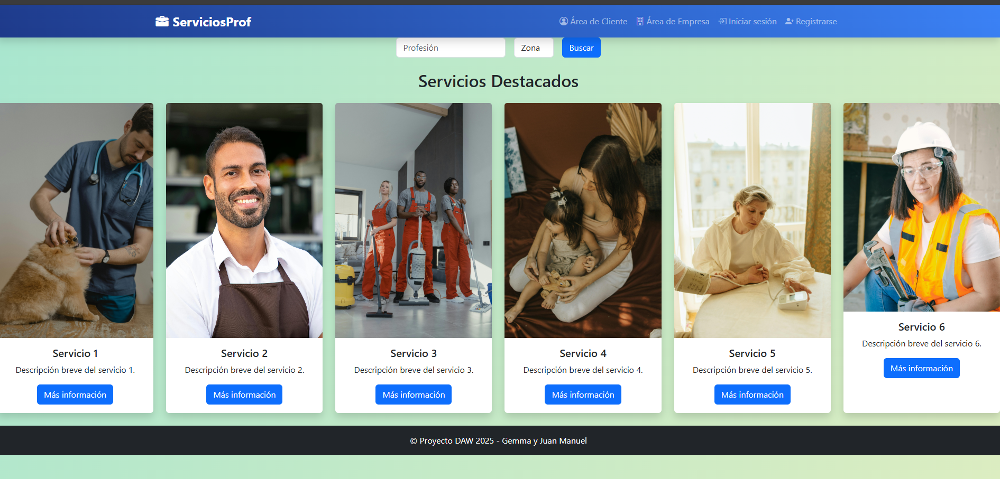 ServiciosProf
Área de Cliente
Área de Empresa
Iniciar sesión
Registrarse
Profesión
Zona
Buscar
Servicios Destacados
Servicio 1
Descripción breve del servicio 1.
Más información
Servicio 2
Descripción breve del servicio 2.
Más información
Servicio 3
Descripción breve del servicio 3.
Más información
Servicio 4
Descripción breve del servicio 4.
Más información
Servicio 5
Descripción breve del servicio 5.
Más información
Servicio 6
Descripción breve del servicio 6.
Más información
© Proyecto DAW 2025 - Gemma y Juan Manuel